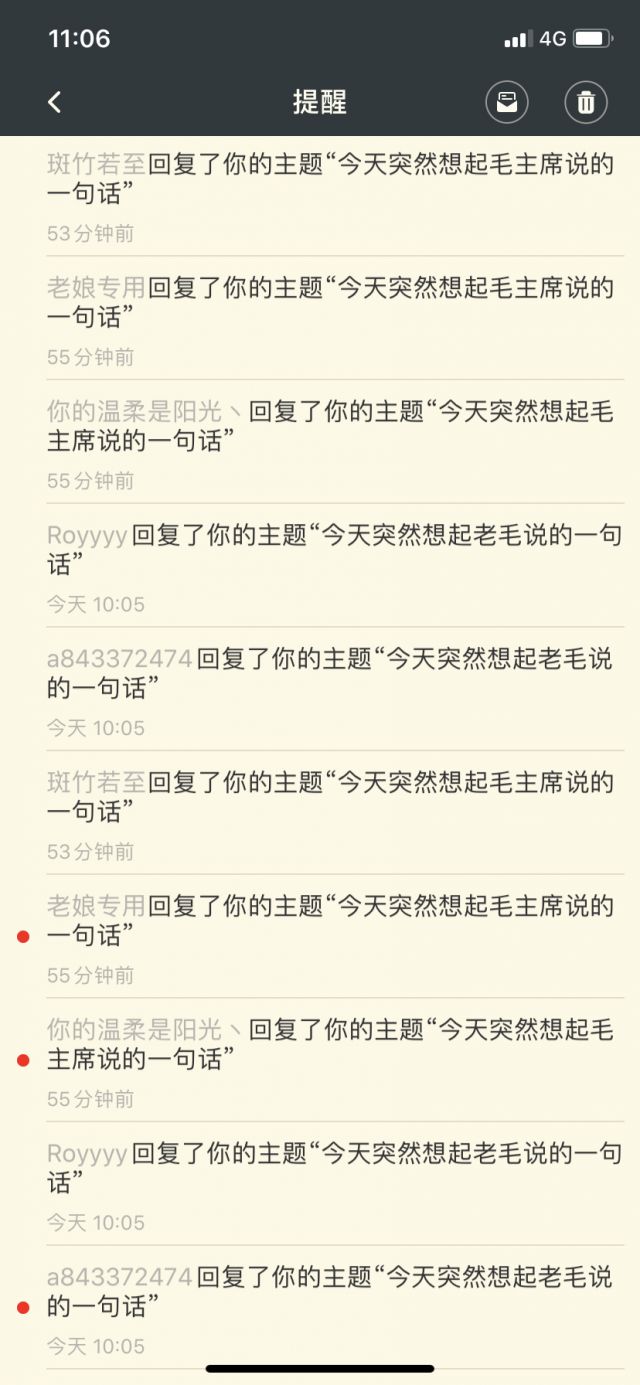 11:06 4G
提醒
斑竹若至回复了你的主题“今天突然想起毛主席说的
一句话”
53分钟前
老娘专用回复了你的主题“今天突然想起毛主席说的
一句话”
55分钟前
你的温柔是阳光丶回复了你的主题“今天突然想起毛
主席说的一句话”
55分钟前
Royyyy回复了你的主题“今天突然想起老毛说的一句
话”
今天 10:05
a843372474回复了你的主题“今天突然想起老毛说
的一句话”
今天 10:05
斑竹若至回复了你的主题“今天突然想起毛主席说的
一句话”
53分钟前
老娘专用回复了你的主题“今天突然想起毛主席说的
一句话”
55分钟前
你的温柔是阳光丶回复了你的主题“今天突然想起毛
主席说的一句话”
55分钟前
Royyyy回复了你的主题“今天突然想起老毛说的一句
话”
今天 10:05
a843372474回复了你的主题“今天突然想起老毛说
的一句话”
今天 10:05